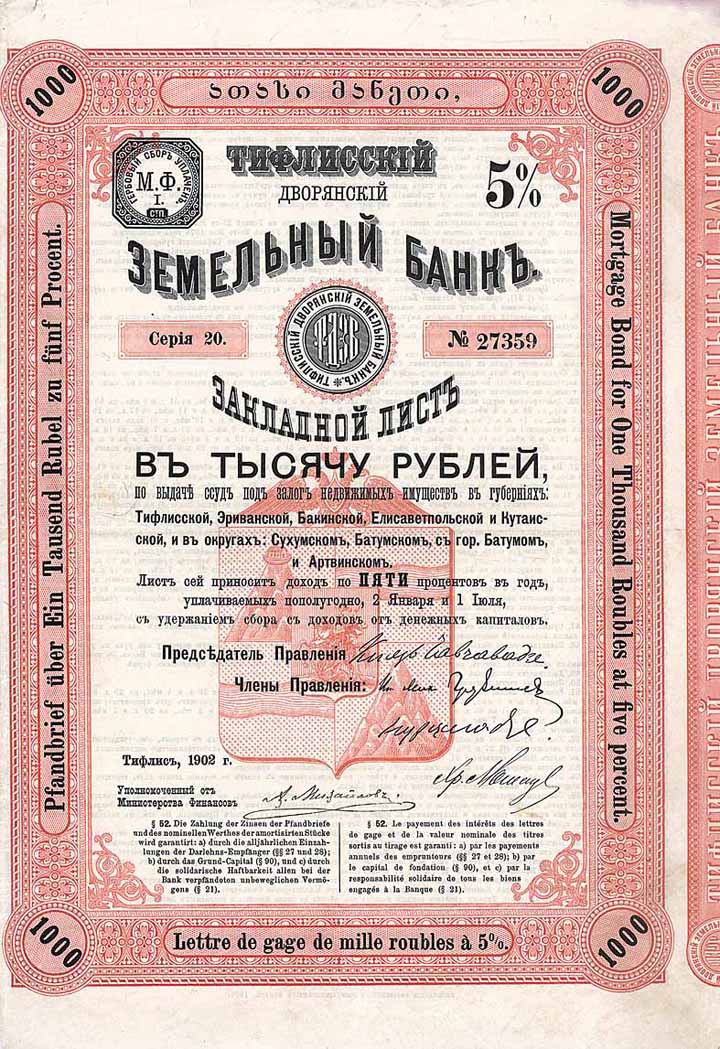 ათასი მანეთი,
1000
1000
ГЕРБОВЫЙ СБОРЪ УПЛАЧЕНЪ.
М.Ф.
I.
СТП.
ТИФЛИССКІЙ
ДВОРЯНСКІЙ
5%
ЗЕМЕЛЬНЫЙ БАНКЪ.
Серія 20.
ТИФЛИССКІЙ ДВОРЯНСКІЙ ЗЕМЕЛЬНЫЙ БАНКЪ
ТДЗБ
№ 27359
ЗАКЛАДНОЙ ЛИСТЪ
ВЪ ТЫСЯЧУ РУБЛЕЙ,
по выдачѣ ссудъ подъ залогъ недвижимыхъ имуществъ въ губерніяхъ:
Тифлисской, Эриванской, Бакинской, Елисаветпольской и Кутаис-
ской, и въ округахъ: Сухумскомъ, Батумскомъ, съ гор. Батумомъ,
и Артвинскомъ.
Листъ сей приноситъ доходъ по ПЯТИ процентовъ въ годъ,
уплачиваемыхъ пополугодно, 2 Января и 1 Іюля,
съ удержаніемъ сбора съ доходовъ отъ денежныхъ капиталовъ.
Предсѣдатель Правленія Князь Чавчавадзе
Члены Правленія:
Тифлисъ, 1902 г.
Уполномоченный отъ
Министерства Финансовъ
А. Михайловъ
§ 52. Die Zahlung der Zinsen der Pfandbriefe
und des nominellen Werthes der amortisirten Stücke
wird garantirt: a) durch die alljährlichen Einzah-
lungen der Darlehns-Empfänger (§§ 27 und 28);
b) durch das Grund-Capital (§ 90), und c) durch
die solidarische Haftbarkeit allen bei der
Bank verpfändoten unbeweglichen Vermö-
gens (§ 21).
§ 52. Le payement des intérêts des lettres
de gage et de la valeur nominale des titres
sortis au tirage est garanti: a) par les payements
annuels des emprunteurs (§§ 27 et 28); b) par
le capital de fondation (§ 90), et c) par la
responsabilité solidaire de tous les biens
engagés à la Banque (§ 21).
Pfandbrief über Ein Tausend Rubel zu fünf Procent.
Mortgage Bond for One Thousand Roubles at five percent.
1000
Lettre de gage de mille roubles à 5%.
1000